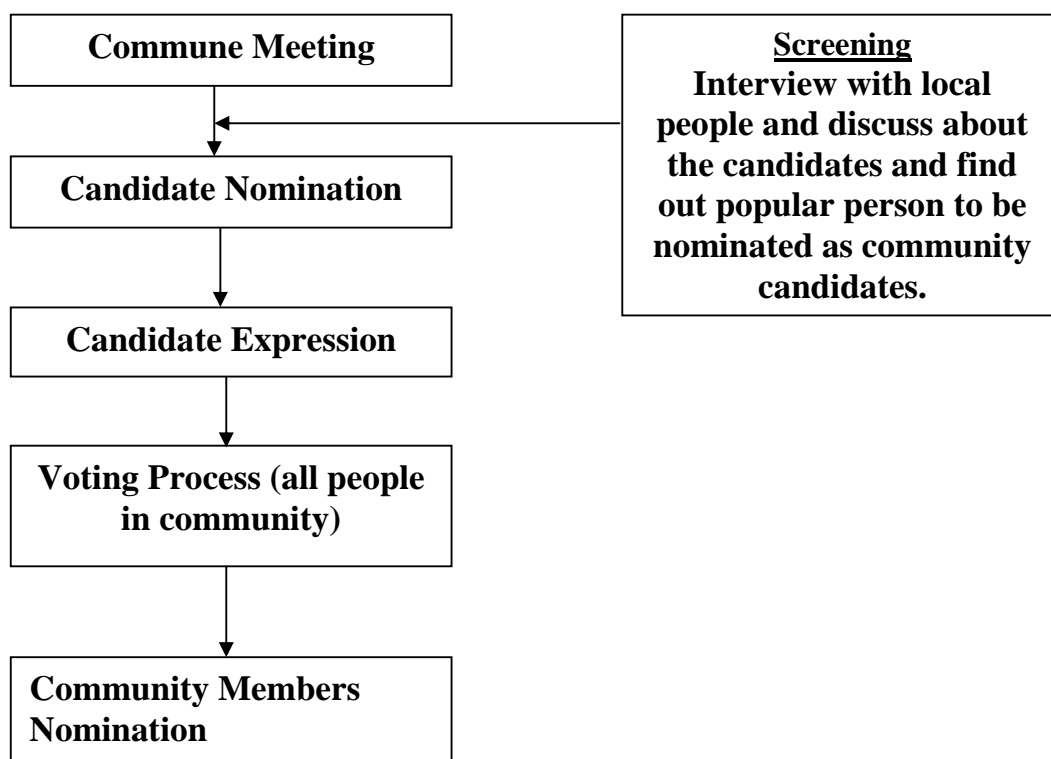 Commune Meeting
Screening
Interview with local
people and discuss about
the candidates and find
out popular person to be
nominated as community
candidates.
Candidate Nomination
Candidate Expression
Voting Process (all people
in community)
Community Members
Nomination